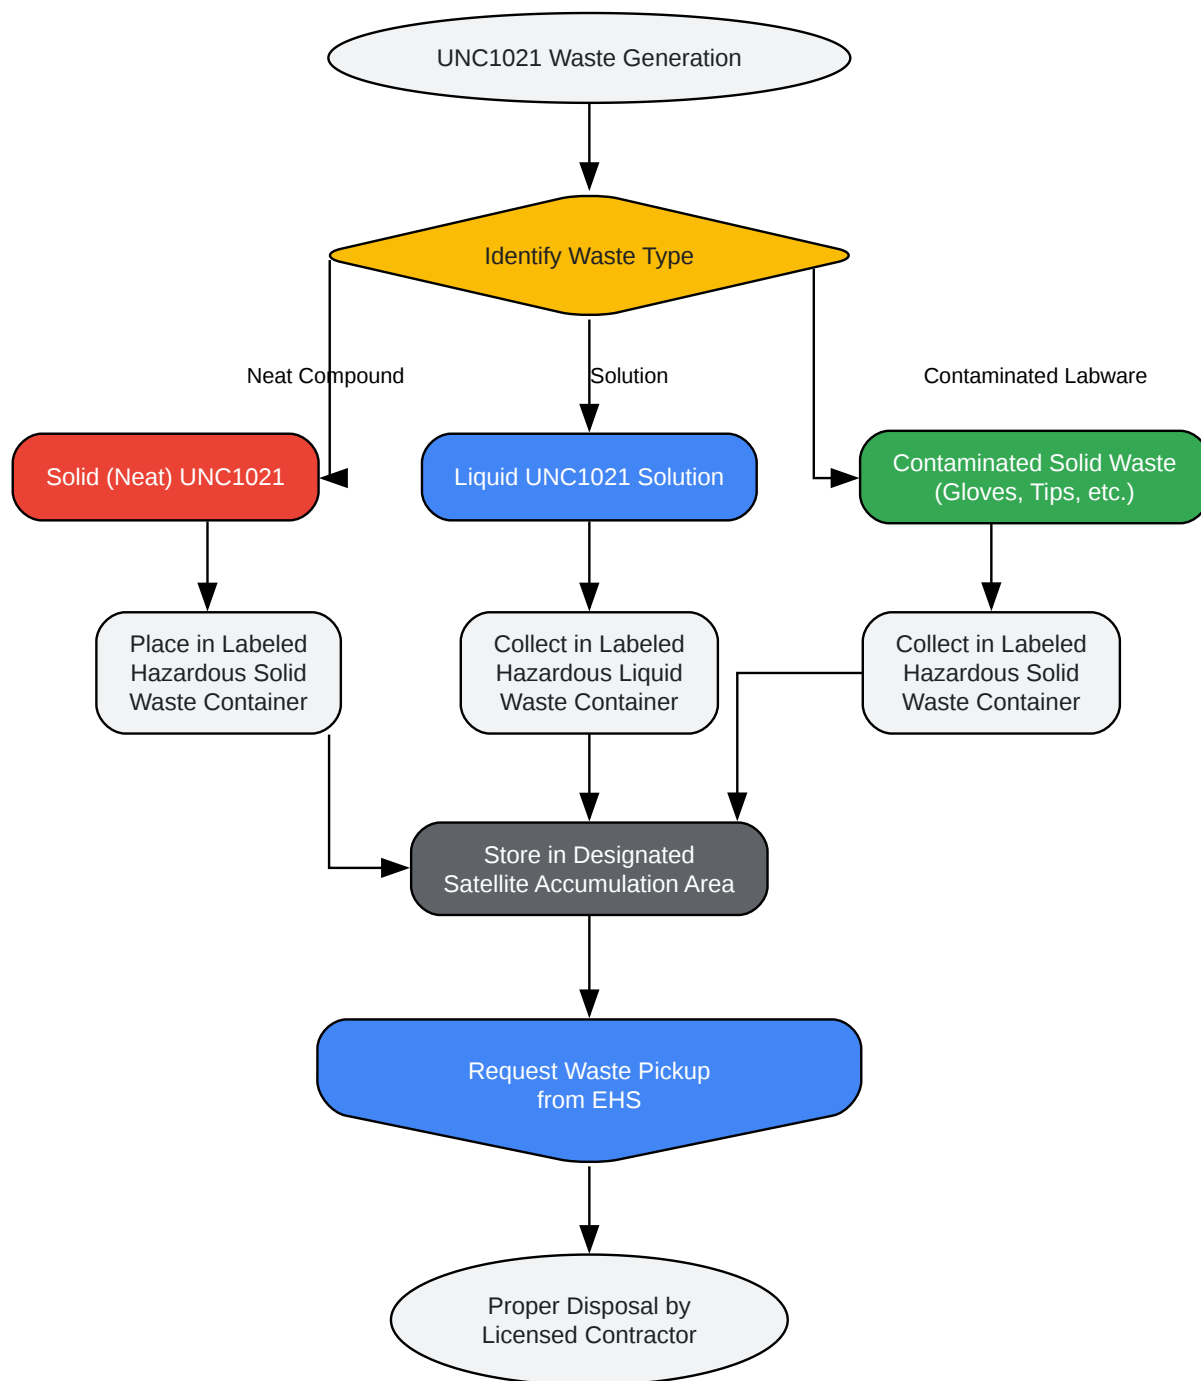 UNC1021 Waste Generation
Identify Waste Type
Neat Compound
Solution
Contaminated Labware
Solid (Neat) UNC1021
Liquid UNC1021 Solution
Contaminated Solid Waste
(Gloves, Tips, etc.)
Place in Labeled
Hazardous Solid
Waste Container
Collect in Labeled
Hazardous Liquid
Waste Container
Collect in Labeled
Hazardous Solid
Waste Container
Store in Designated
Satellite Accumulation Area
Request Waste Pickup
from EHS
Proper Disposal by
Licensed Contractor